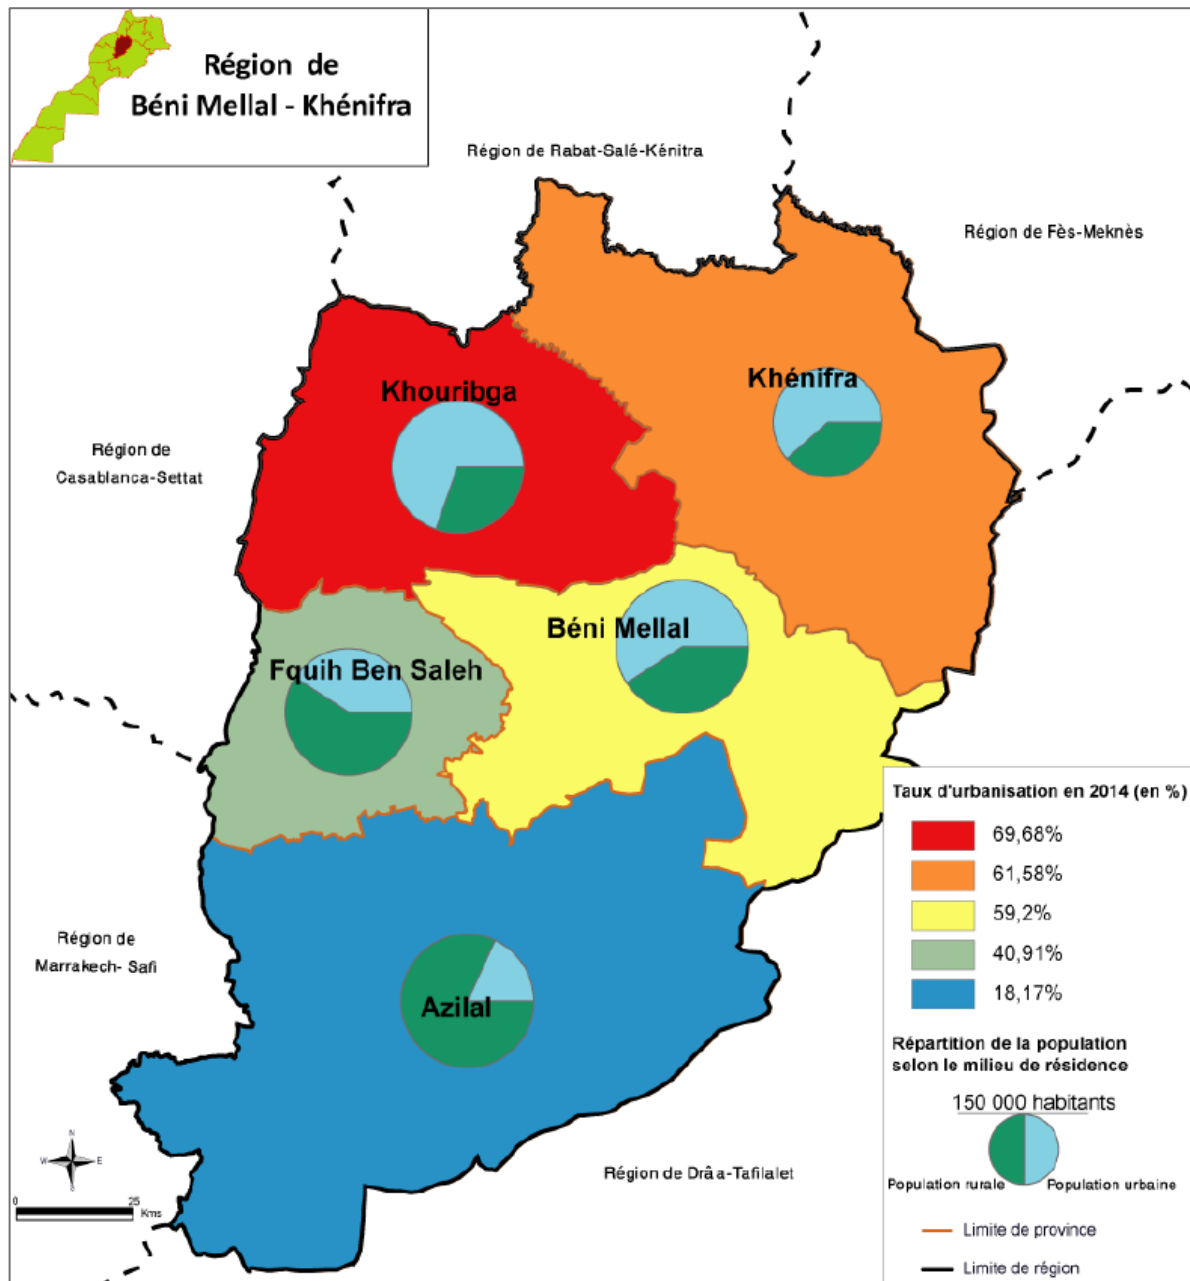 Région de
Béni Mellal - Khénifra
Région de Rabat-Salé-Kénitra
Région de Fès-Meknès
Khénifra
Khouribga
Région de
Casablanca-Settat
Béni Mellal
Fquih Ben Saleh
Taux d'urbanisation en 2014 (en %)
69,68%
61,58%
59,2%
40,91%
18,17%
Région de
Marrakech- Safi
Azilal
Répartition de la population
selon le milieu de résidence
150 000 habitants
Population rurale
Population urbaine
Région de Drâa-Tafilalet
N
W E
S
0 25
Kms
Limite de province
Limite de région